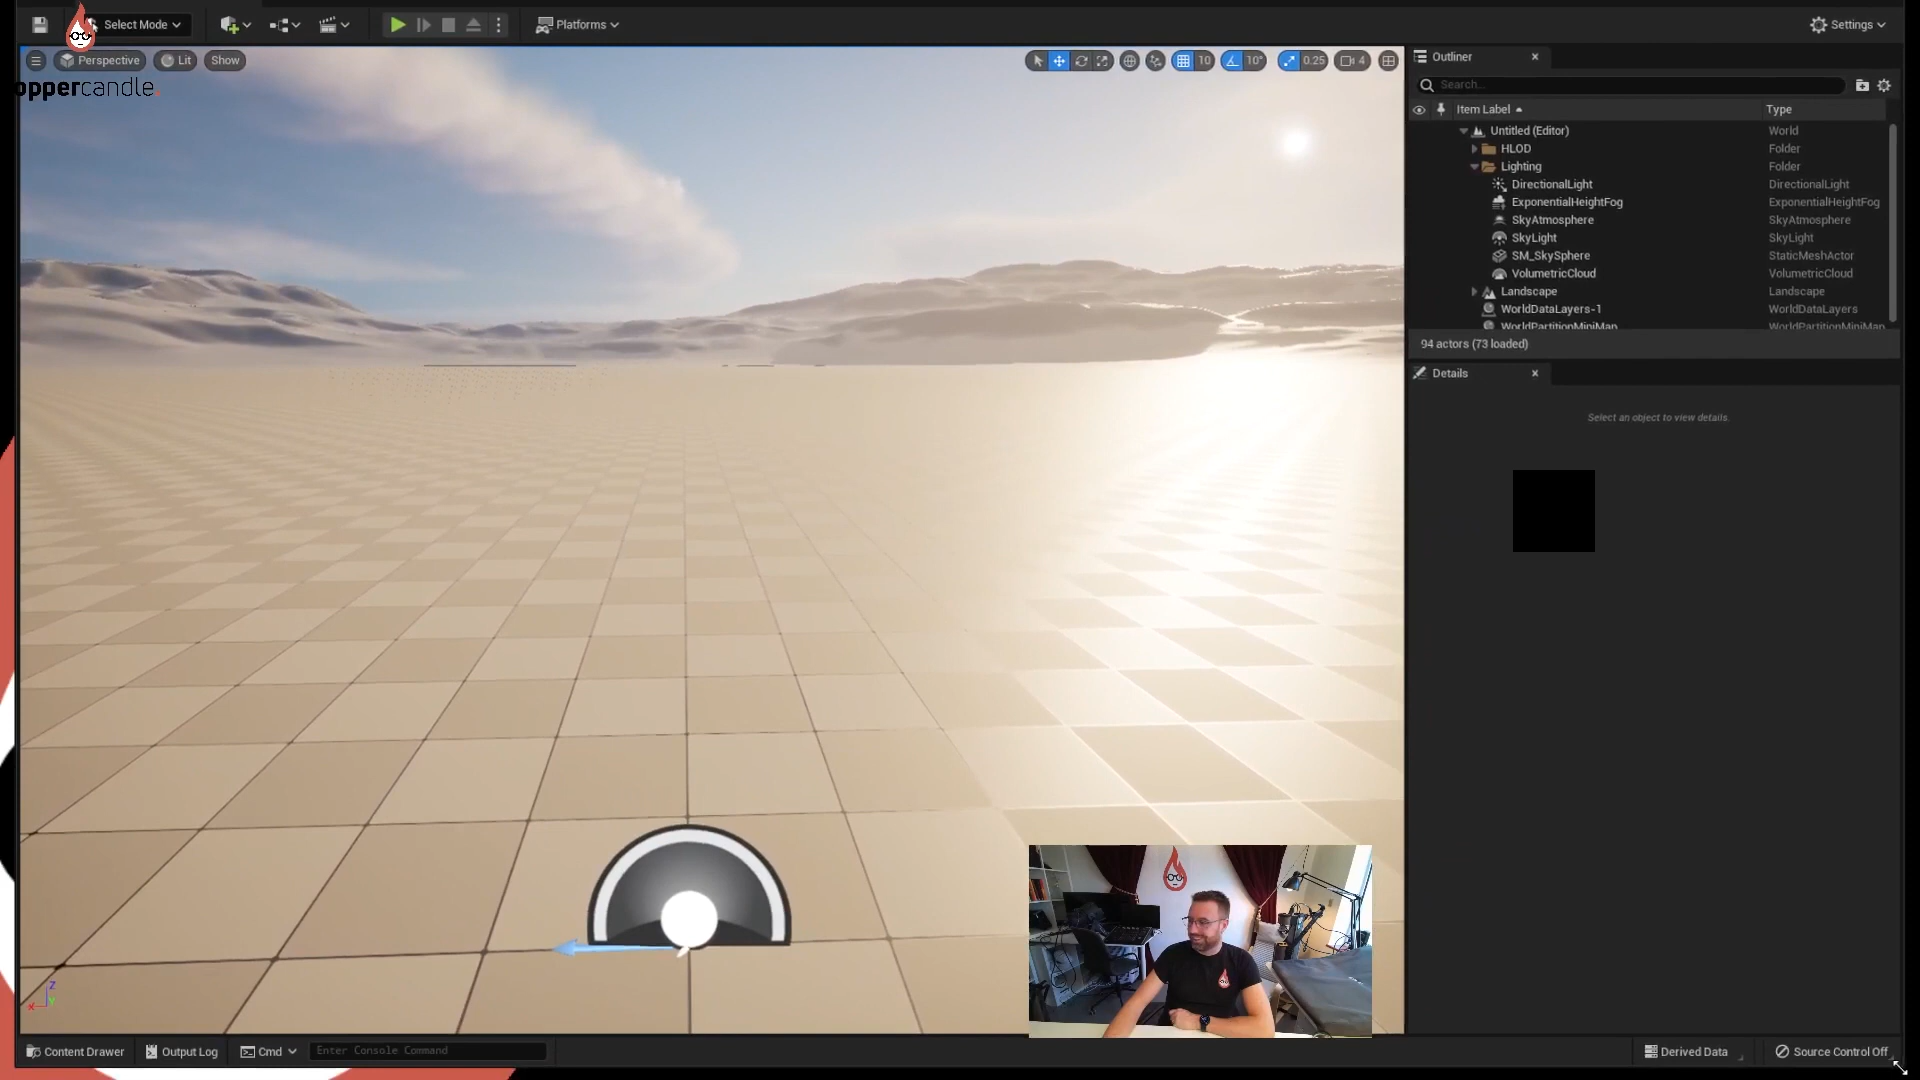 Select Mode
Platforms
Settings
Perspective
Lit
Show
10
10°
0.25
4
oppercandle.
Outliner
Search...
Item Label
Type
Untitled (Editor)
World
HLOD
Folder
Lighting
Folder
DirectionalLight
DirectionalLight
ExponentialHeightFog
ExponentialHeightFog
SkyAtmosphere
SkyAtmosphere
SkyLight
SkyLight
SM_SkySphere
StaticMeshActor
VolumetricCloud
VolumetricCloud
Landscape
Landscape
WorldDataLayers-1
WorldDataLayers
WorldPartitionMiniMap
WorldPartitionMiniMap
94 actors (73 loaded)
Details
Select an object to view details.
Z
Y
X
Content Drawer
Output Log
Cmd
Enter Console Command
Derived Data
Source Control Off